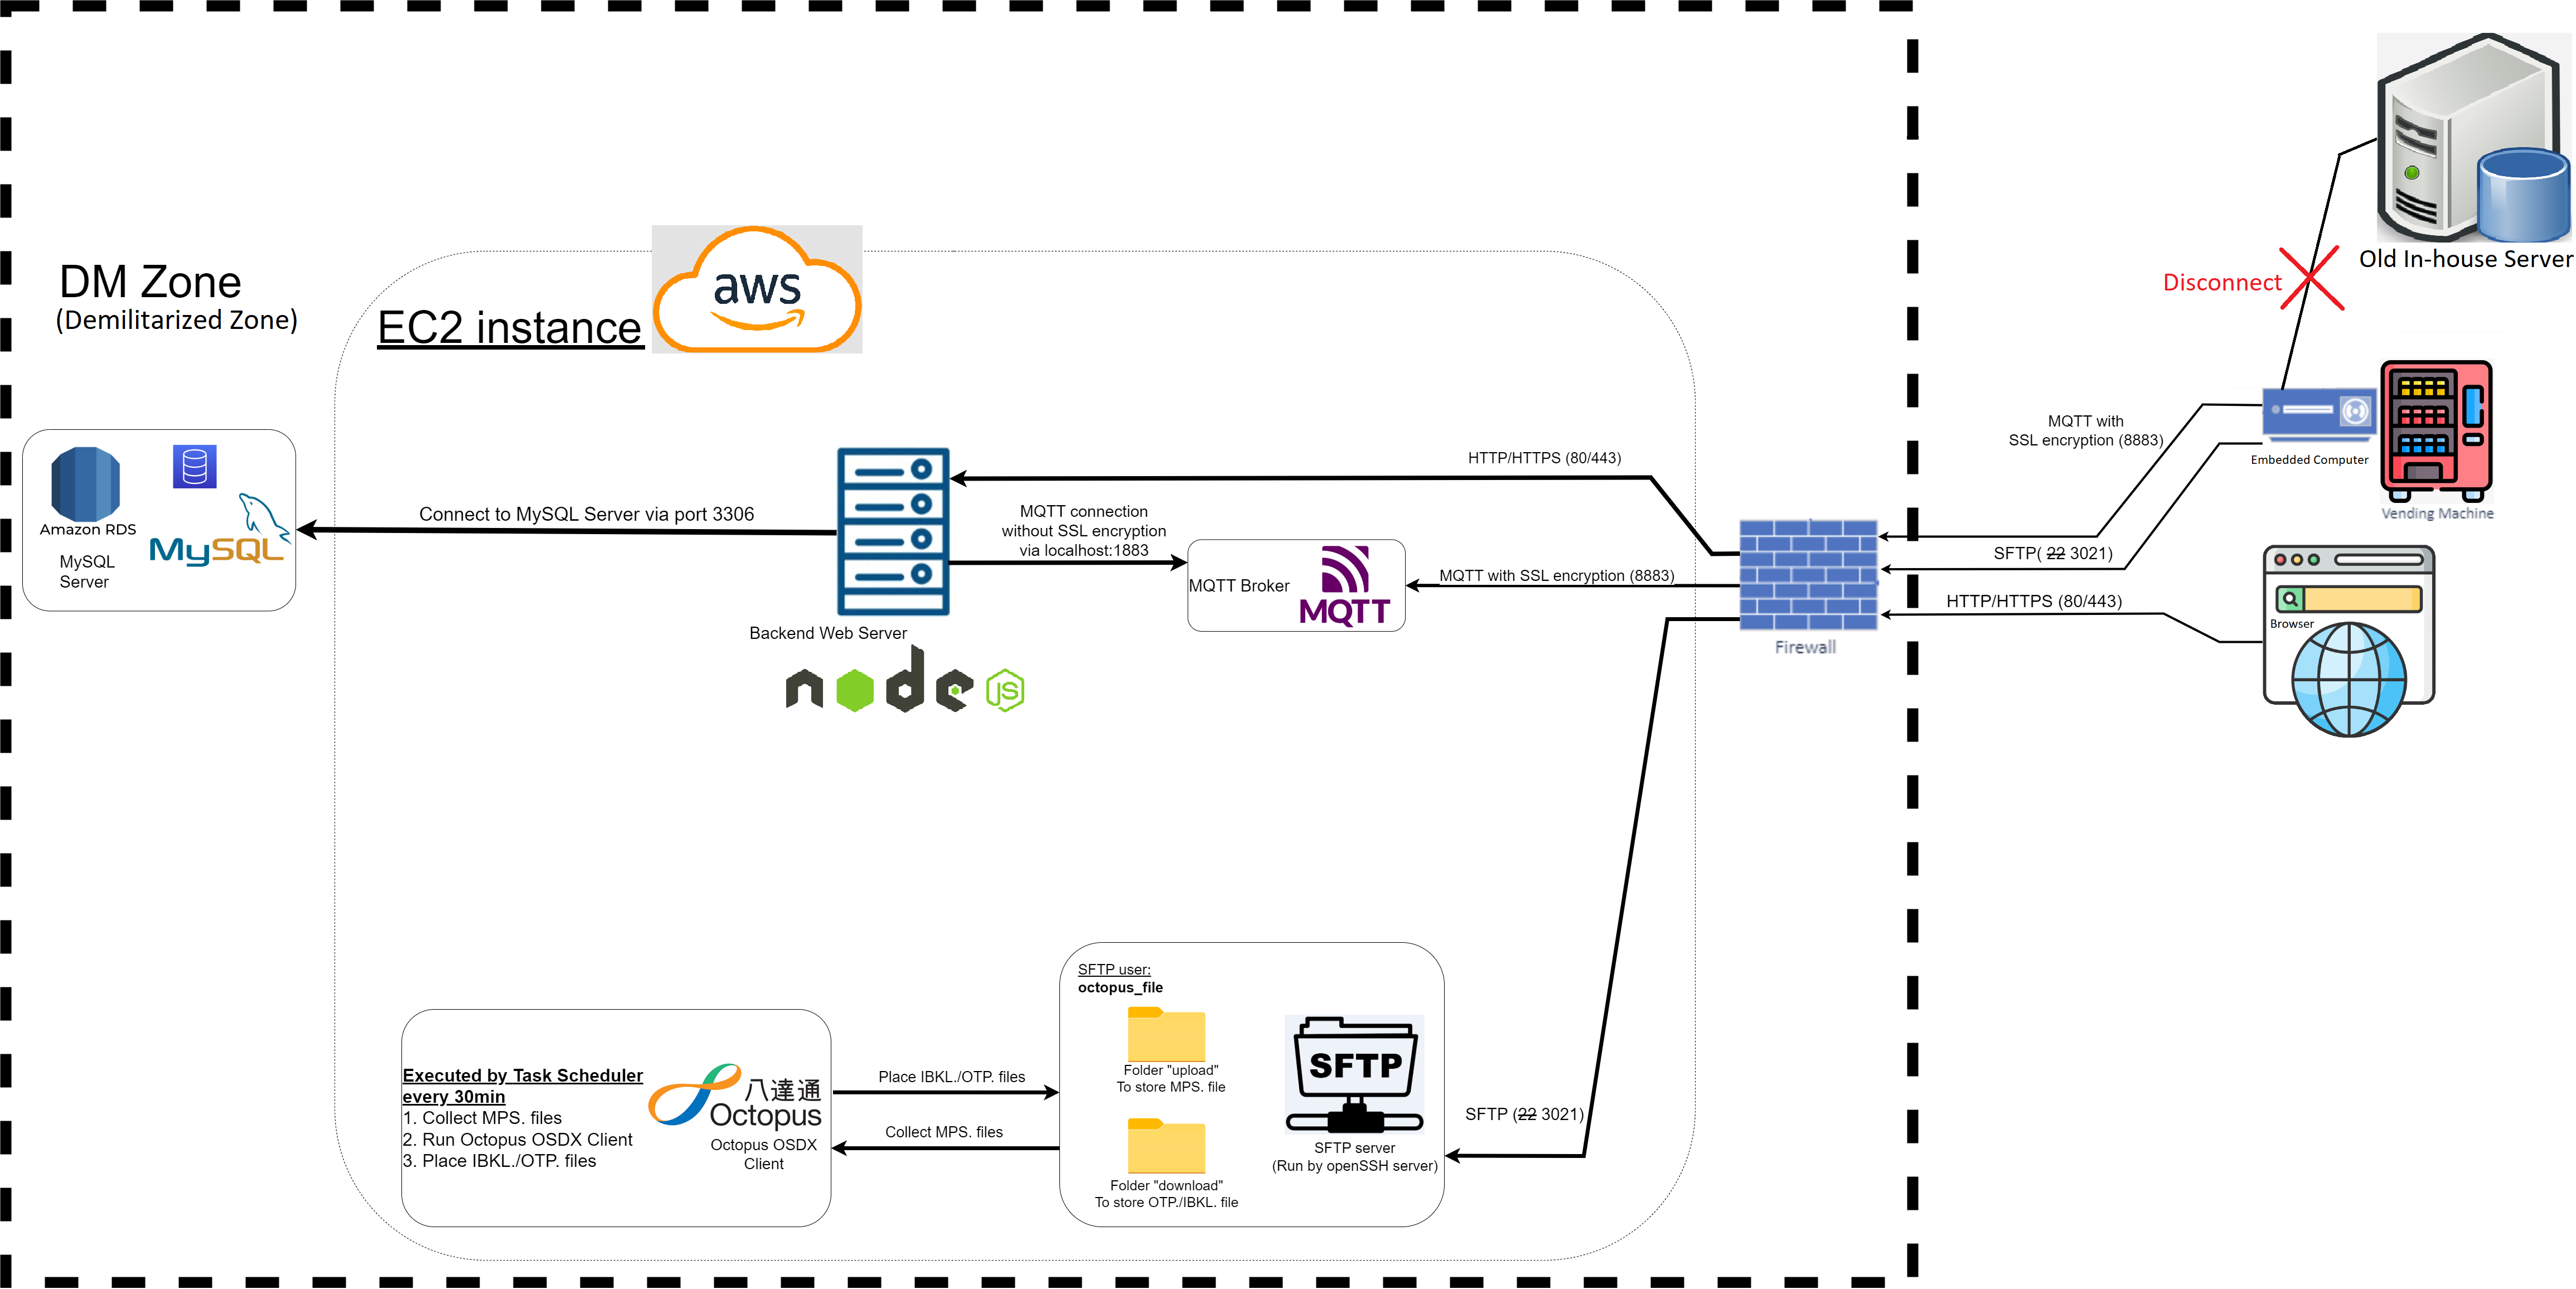 Old In-house Server
Disconnect
DM Zone
(Demilitarized Zone)
EC2 instance
aws
MQTT with
SSL encryption (8883)
Embedded Computer
Vending Machine
HTTP/HTTPS (80/443)
Connect to MySQL Server via port 3306
MQTT connection
without SSL encryption
via localhost:1883
Amazon RDS
MySQL
Server
MySQL
MQTT Broker
MQTT
MQTT with SSL encryption (8883)
SFTP( 22 3021)
HTTP/HTTPS (80/443)
Firewall
Browser
Backend Web Server
node
JS
SFTP user:
octopus_file
Folder "upload"
To store MPS. file
Folder "download"
To store OTP./IBKL. file
SFTP
SFTP server
(Run by openSSH server)
SFTP (22 3021)
Place IBKL./OTP. files
Collect MPS. files
Executed by Task Scheduler
every 30min
1. Collect MPS. files
2. Run Octopus OSDX Client
3. Place IBKL./OTP. files
八達通
Octopus
Octopus OSDX
Client